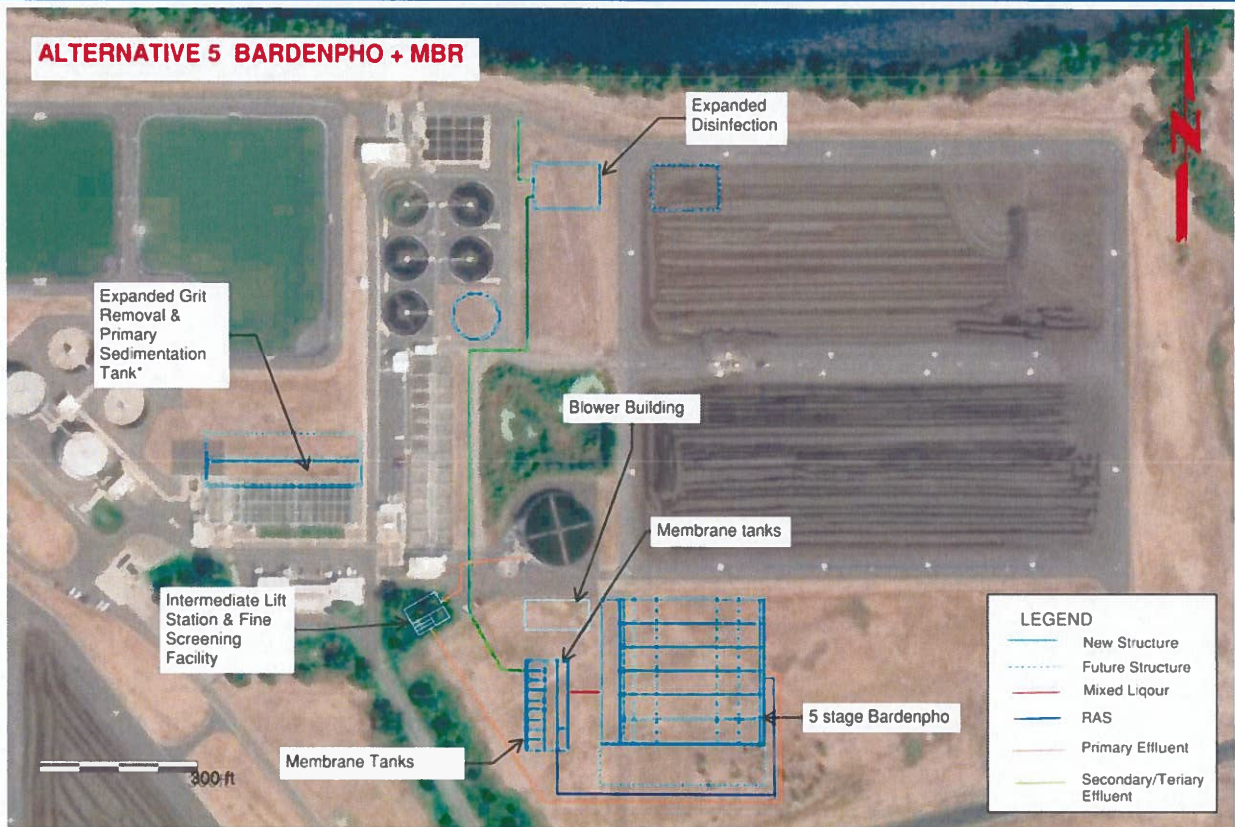 ALTERNATIVE 5 BARDENPHO + MBR
N
Expanded
Disinfection
Expanded Grit
Removal &
Primary
Sedimentation
Tank*
Blower Building
Membrane tanks
Intermediate Lift
Station & Fine
Screening
Facility
5 stage Bardenpho
Membrane Tanks
300 ft
LEGEND
New Structure
Future Structure
Mixed Liqour
RAS
Primary Effluent
Secondary/Teriary
Effluent